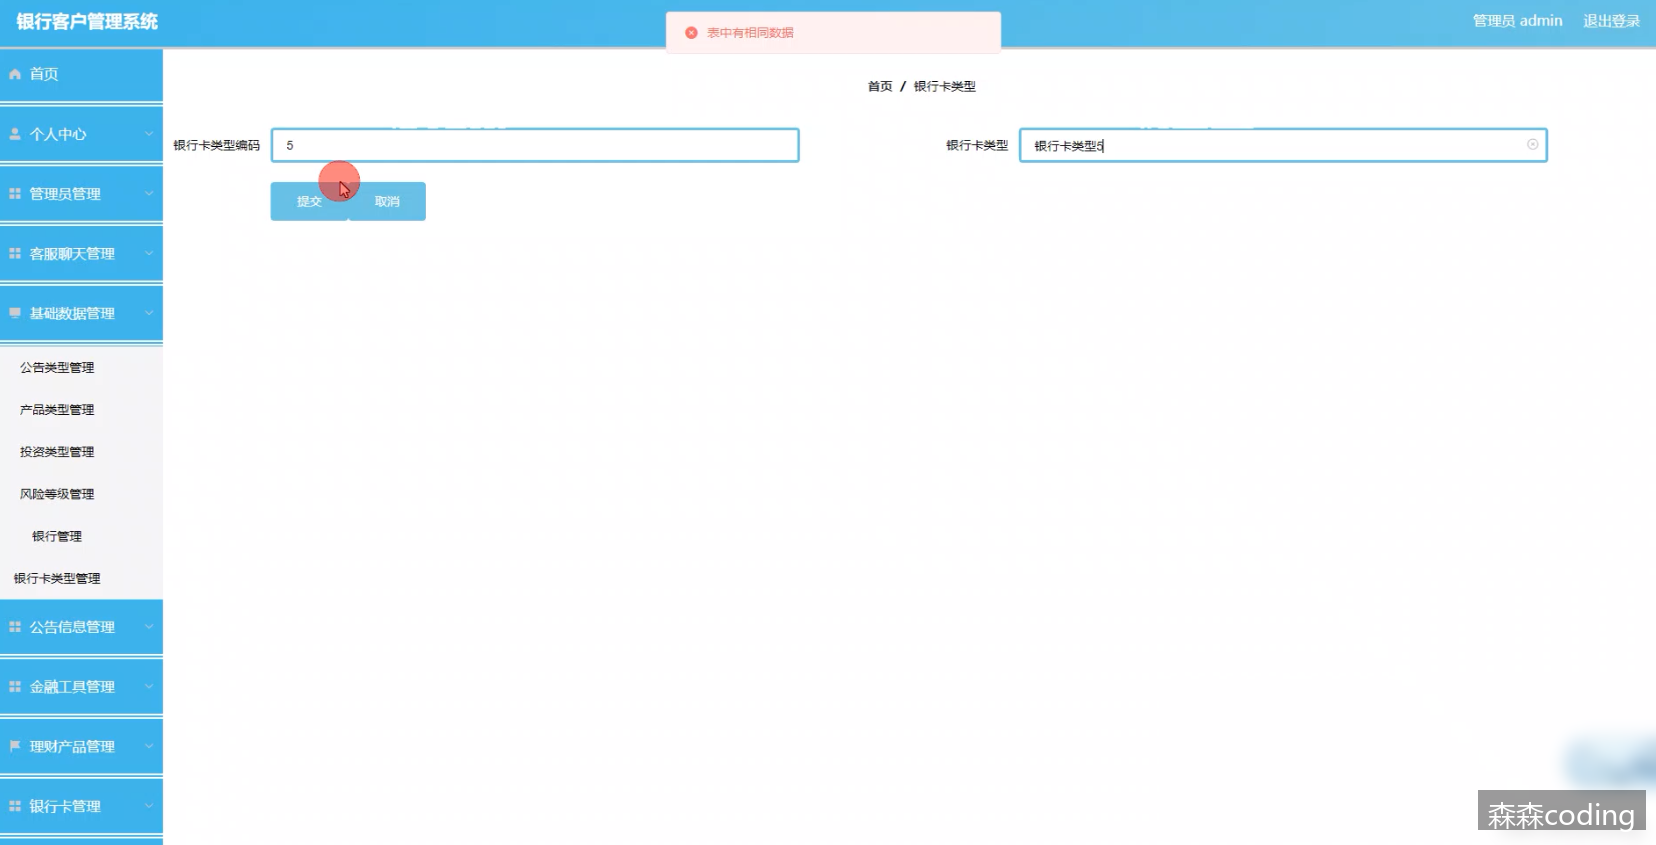 银行客户管理系统
表中有相同数据
管理员 admin
退出登录
首页
个人中心
管理员管理
客服聊天管理
基础数据管理
公告类型管理
产品类型管理
投资类型管理
风险等级管理
银行管理
银行卡类型管理
公告信息管理
金融工具管理
理财产品管理
银行卡管理
首页 / 银行卡类型
银行卡类型编码
5
银行卡类型
银行卡类型5
提交
取消
森森coding